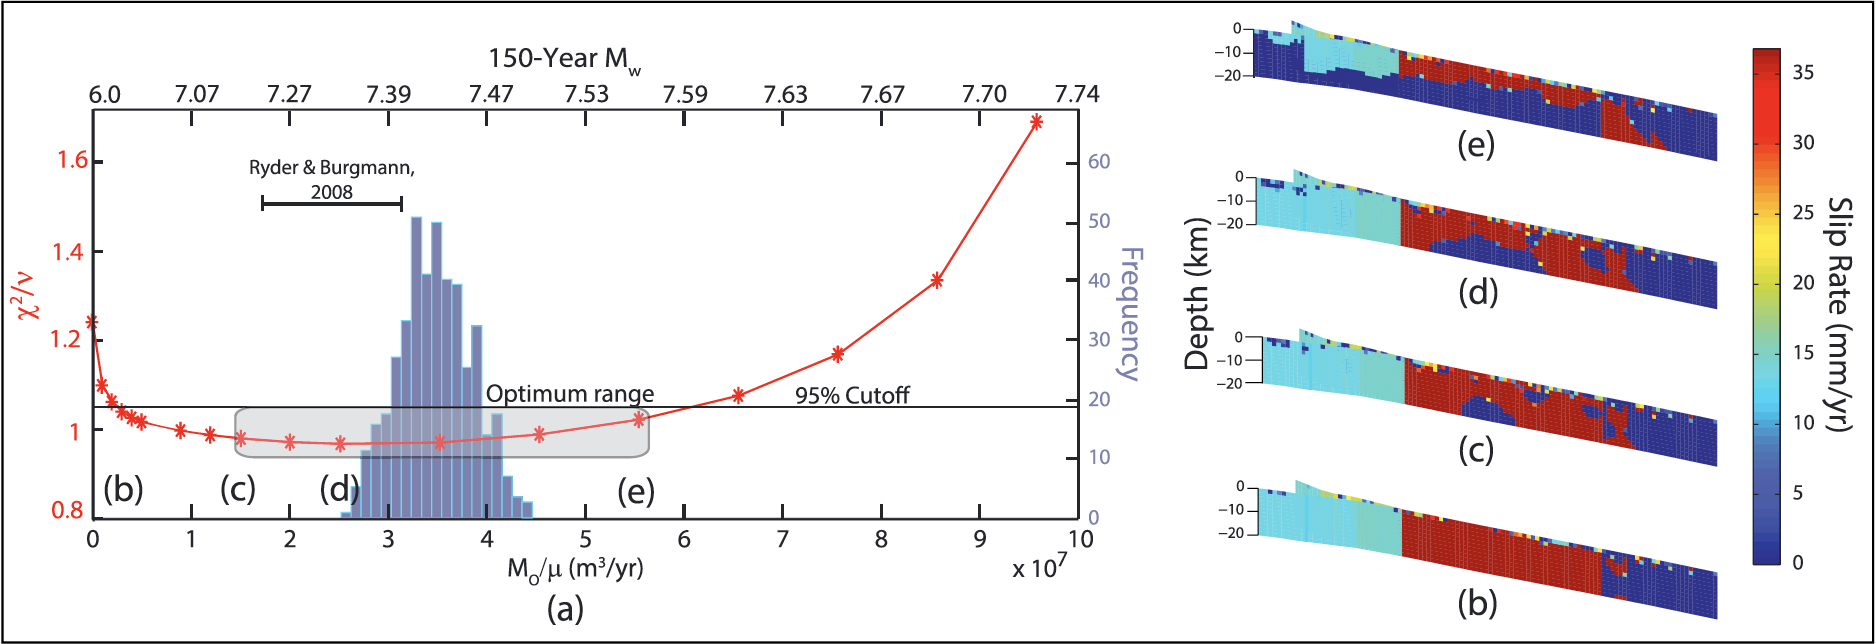 150-Year Mw
6.0 7.07 7.27 7.39 7.47 7.53 7.59 7.63 7.67 7.70 7.74
Ryder & Burgmann,
2008
1.6
1.4
1.2
1
0.8
χ²/ν
60
50
40
30
20
10
0
Frequency
Optimum range
95% Cutoff
(b) (c) (d) (e)
0 1 2 3 4 5 6 7 8 9 10
MO/μ (m³/yr)
x 10⁷
(a)
Depth (km)
0
−10
−20
(e)
0
−10
−20
(d)
0
−10
−20
(c)
0
−10
−20
(b)
35
30
25
20
15
10
5
0
Slip Rate (mm/yr)